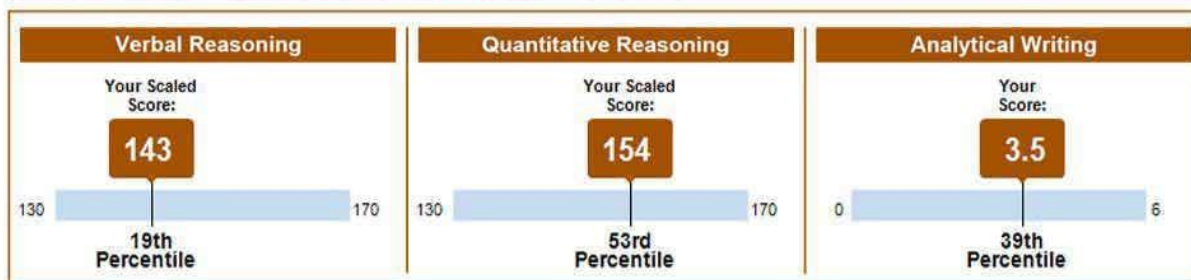 Verbal Reasoning
Your Scaled
Score:
143
130
170
19th
Percentile
Quantitative Reasoning
Your Scaled
Score:
154
130
170
53rd
Percentile
Analytical Writing
Your
Score:
3.5
0
6
39th
Percentile